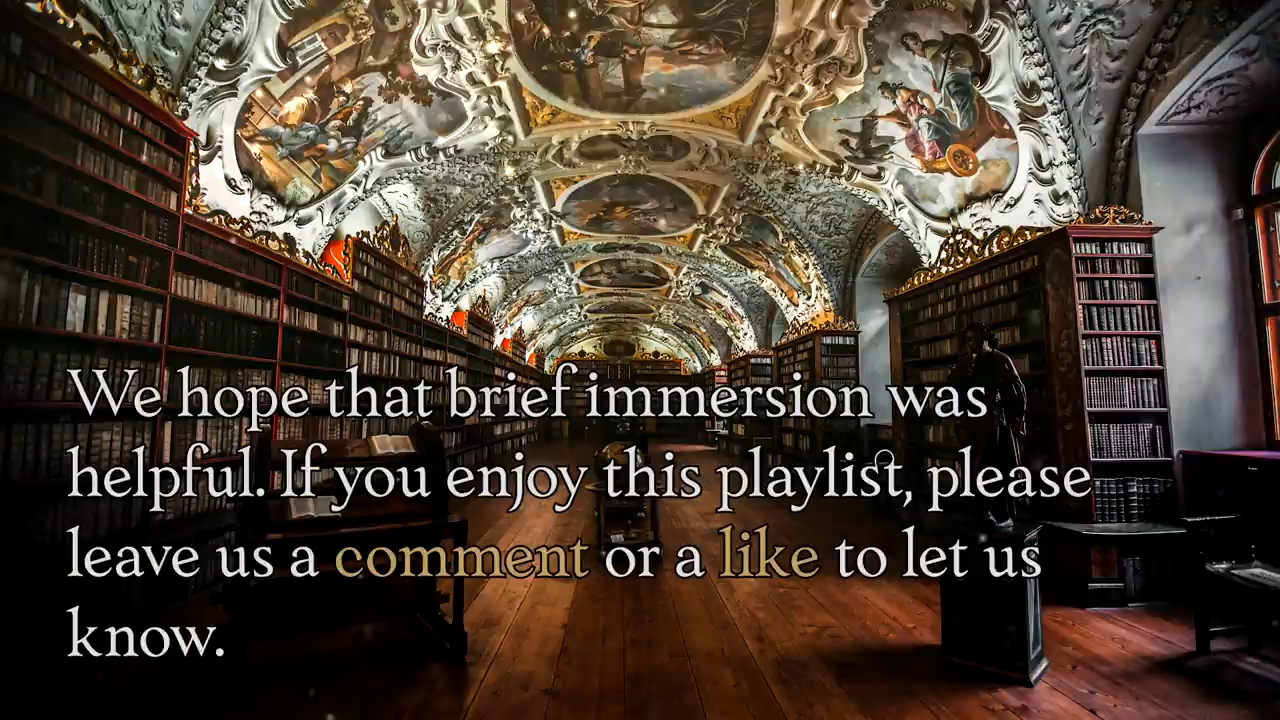 We hope that brief immersion was
helpful. If you enjoy this playlist, please
leave us a comment or a like to let us
know.